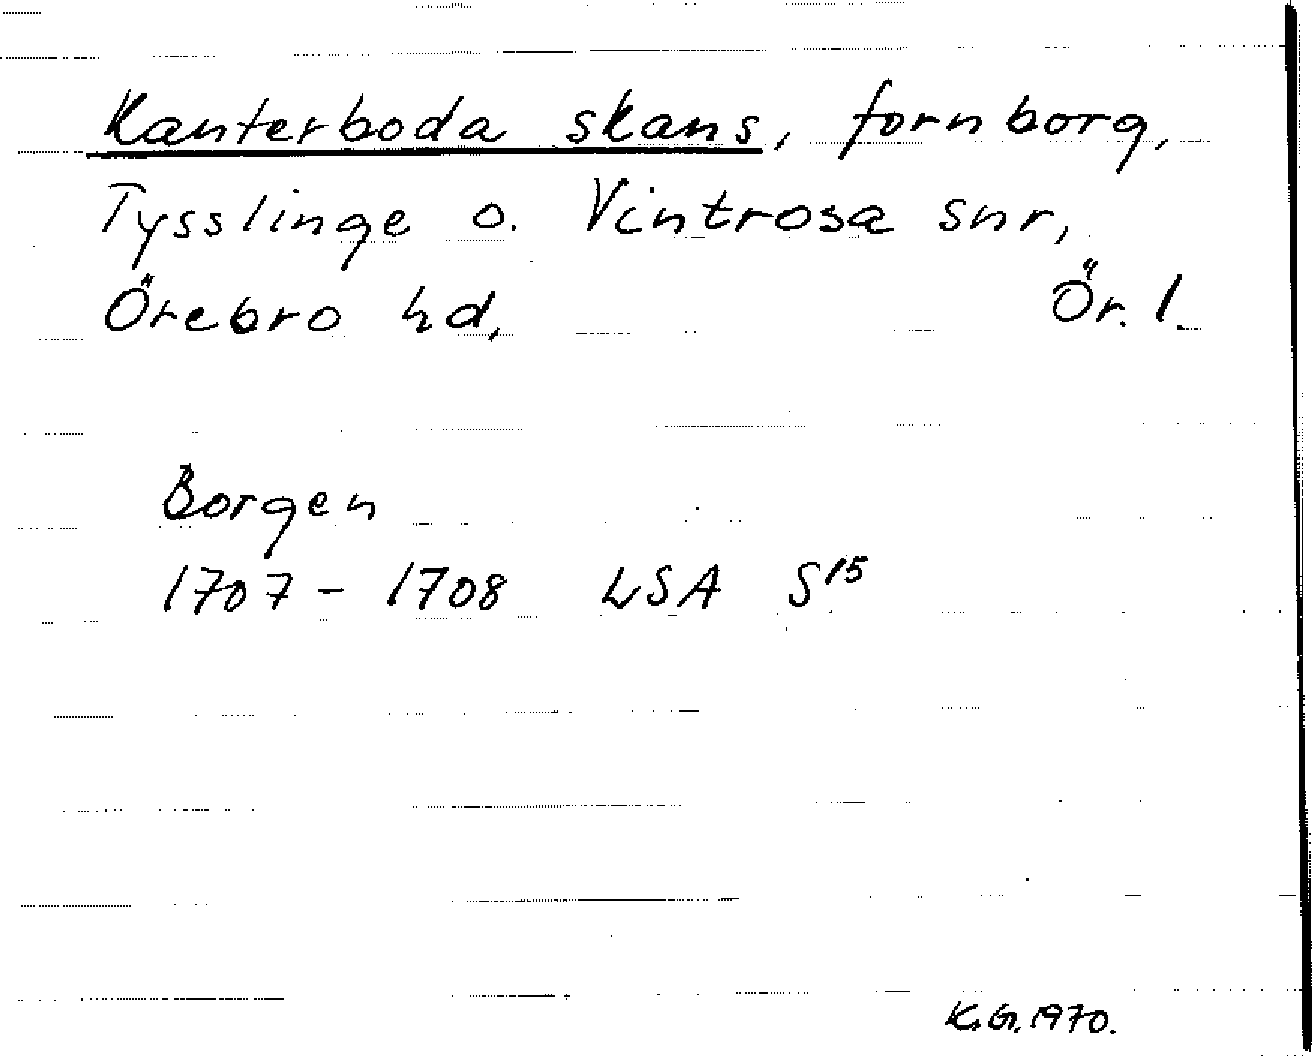 Kanterboda skans, fornborg,
Tysslinge o. Vintrosa snr,
Örebro hd, Ör. l.
Borgen
1707 - 1708 LSA S¹⁵
K.G. 1970.